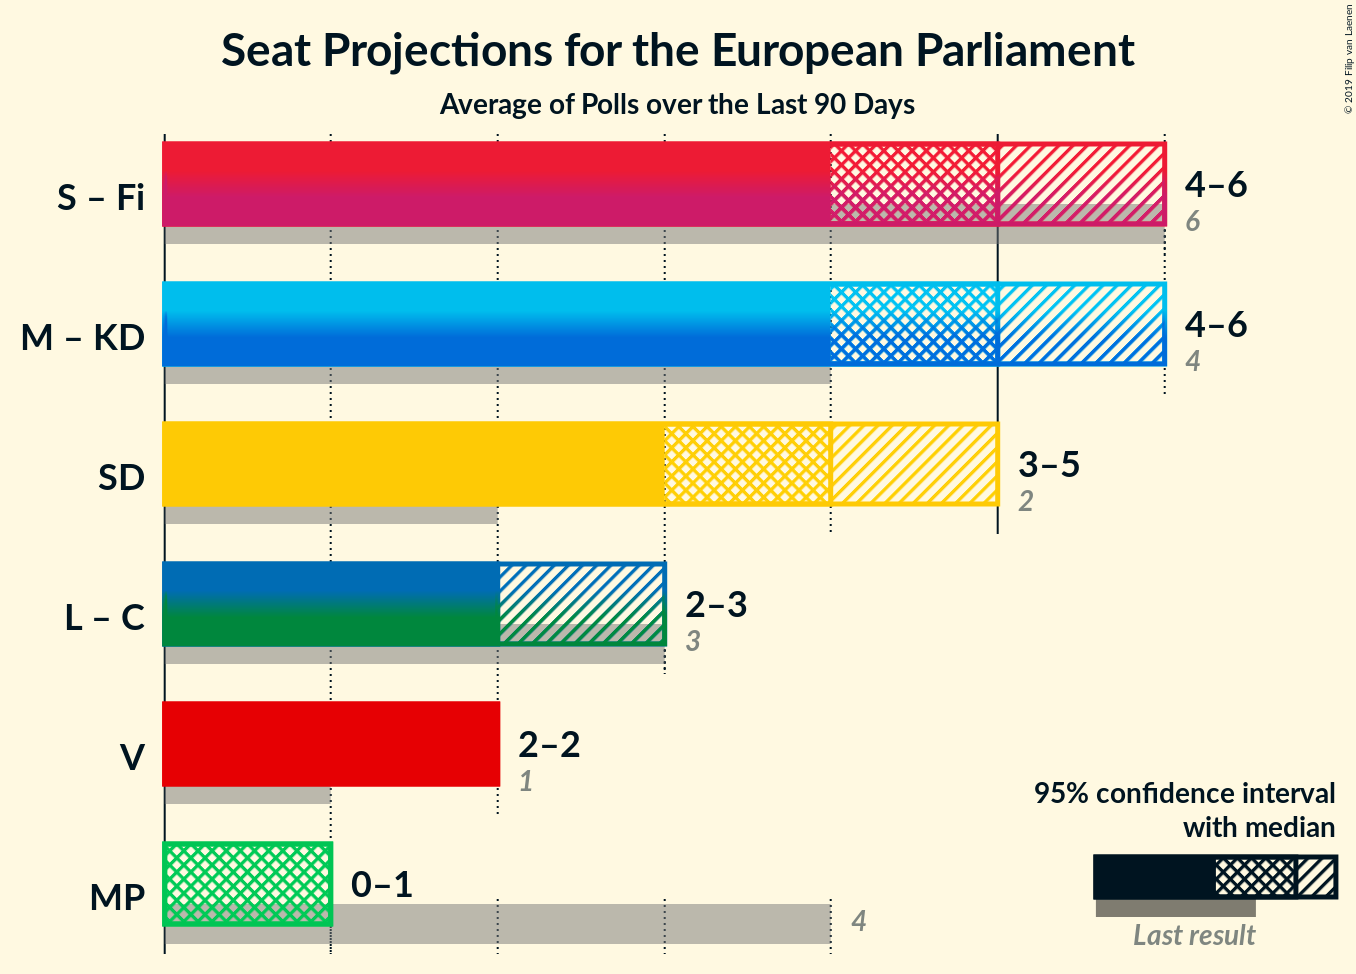 Seat Projections for the European Parliament
Average of Polls over the Last 90 Days
© 2019 Filip van Laenen
S – Fi
4–6
6
M – KD
4–6
4
SD
3–5
2
L – C
2–3
3
V
2–2
1
MP
0–1
4
95% confidence interval
with median
Last result